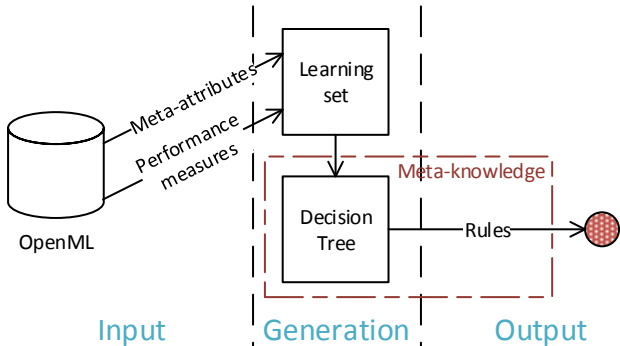 Learning
set
Meta-attributes
Performance
measures
OpenML
Meta-knowledge
Decision
Tree
Rules
Input
Generation
Output